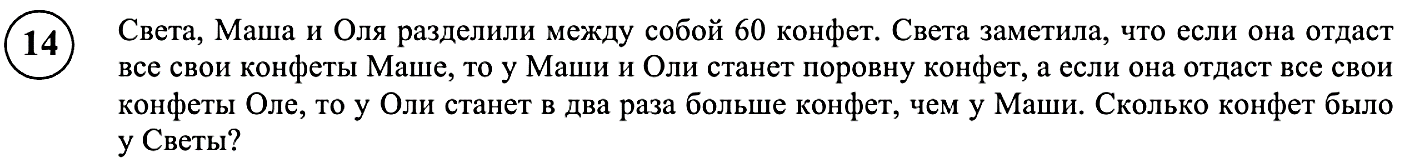 14
Света, Маша и Оля разделили между собой 60 конфет. Света заметила, что если она отдаст
все свои конфеты Маше, то у Маши и Оли станет поровну конфет, а если она отдаст все свои
конфеты Оле, то у Оли станет в два раза больше конфет, чем у Маши. Сколько конфет было
у Светы?